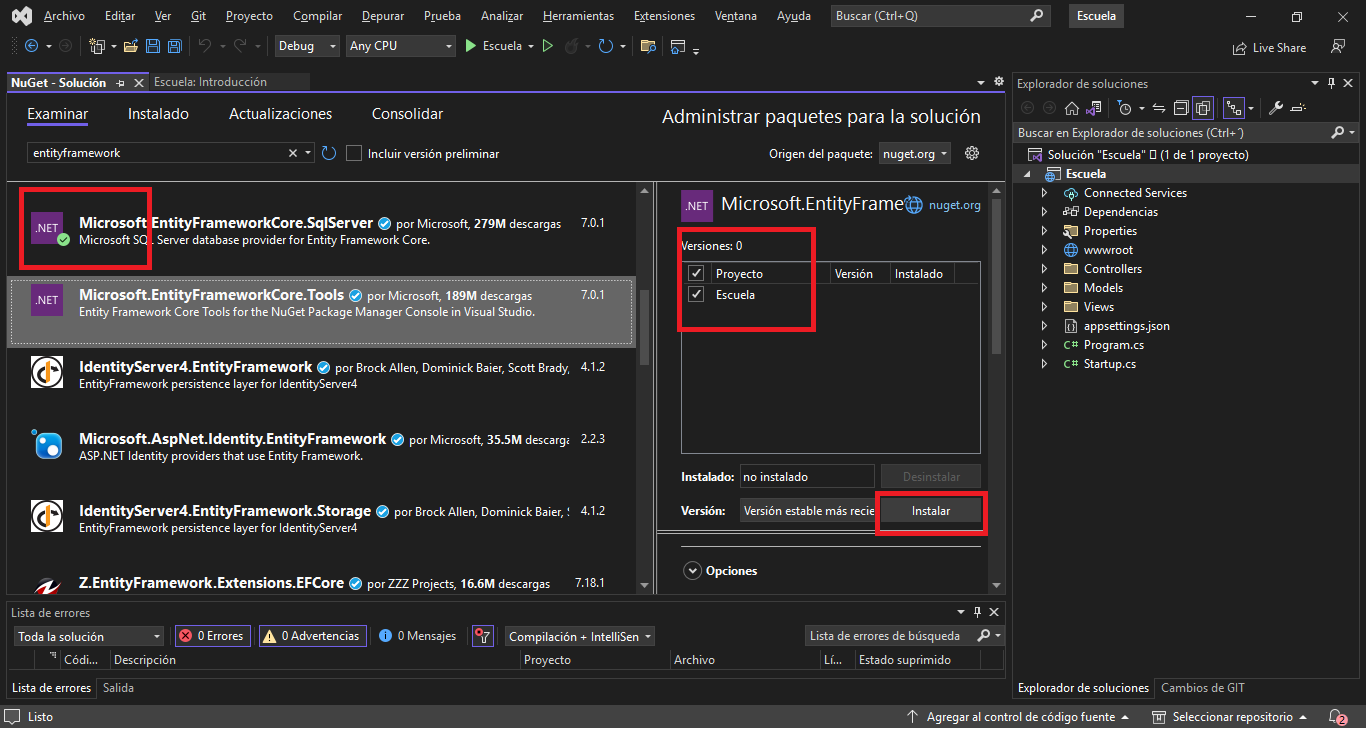 Archivo Editar Ver Git Proyecto Compilar Depurar Prueba Analizar Herramientas Extensiones Ventana Ayuda Buscar (Ctrl+Q) Escuela
Debug Any CPU Escuela Live Share
NuGet - Solución Escuela: Introducción
Examinar Instalado Actualizaciones Consolidar
Administrar paquetes para la solución
entityframework
Incluir versión preliminar
Origen del paquete: nuget.org
.NET
Microsoft.EntityFrameworkCore.SqlServer por Microsoft, 279M descargas 7.0.1
Microsoft SQL Server database provider for Entity Framework Core.
.NET
Microsoft.EntityFrameworkCore.Tools por Microsoft, 189M descargas 7.0.1
Entity Framework Core Tools for the NuGet Package Manager Console in Visual Studio.
IdentityServer4.EntityFramework por Brock Allen, Dominick Baier, Scott Brady, 4.1.2
EntityFramework persistence layer for IdentityServer4
Microsoft.AspNet.Identity.EntityFramework por Microsoft, 35.5M descarga 2.2.3
ASP.NET Identity providers that use Entity Framework.
IdentityServer4.EntityFramework.Storage por Brock Allen, Dominick Baier, 4.1.2
EntityFramework persistence layer for IdentityServer4
Z.EntityFramework.Extensions.EFCore por ZZZ Projects, 16.6M descargas 7.18.1
.NET
Microsoft.EntityFrame nuget.org
Versiones: 0
Proyecto Versión Instalado
Escuela
Instalado: no instalado Desinstalar
Versión: Versión estable más recie Instalar
Opciones
Explorador de soluciones
Buscar en Explorador de soluciones (Ctrl+´)
Solución "Escuela" (1 de 1 proyecto)
Escuela
Connected Services
Dependencias
Properties
wwwroot
Controllers
Models
Views
appsettings.json
C# Program.cs
C# Startup.cs
Lista de errores
Toda la solución 0 Errores 0 Advertencias 0 Mensajes Compilación + IntelliSen Lista de errores de búsqueda
Códi... Descripción Proyecto Archivo Lí... Estado suprimido
Lista de errores Salida
Explorador de soluciones Cambios de GIT
Listo Agregar al control de código fuente Seleccionar repositorio 2